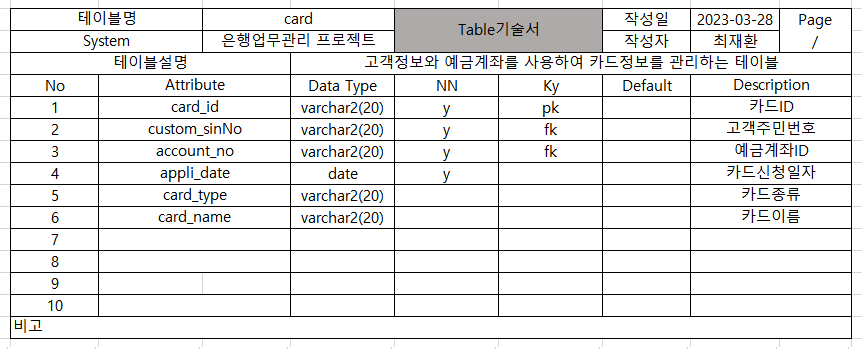 테이블명 card Table기술서 작성일 2023-03-28 Page
System 은행업무관리 프로젝트 작성자 최재환 /
테이블설명 고객정보와 예금계좌를 사용하여 카드정보를 관리하는 테이블
No Attribute Data Type NN Ky Default Description
1 card_id varchar2(20) y pk 카드ID
2 custom_sinNo varchar2(20) y fk 고객주민번호
3 account_no varchar2(20) y fk 예금계좌ID
4 appli_date date y 카드신청일자
5 card_type varchar2(20) 카드종류
6 card_name varchar2(20) 카드이름
7
8
9
10
비고